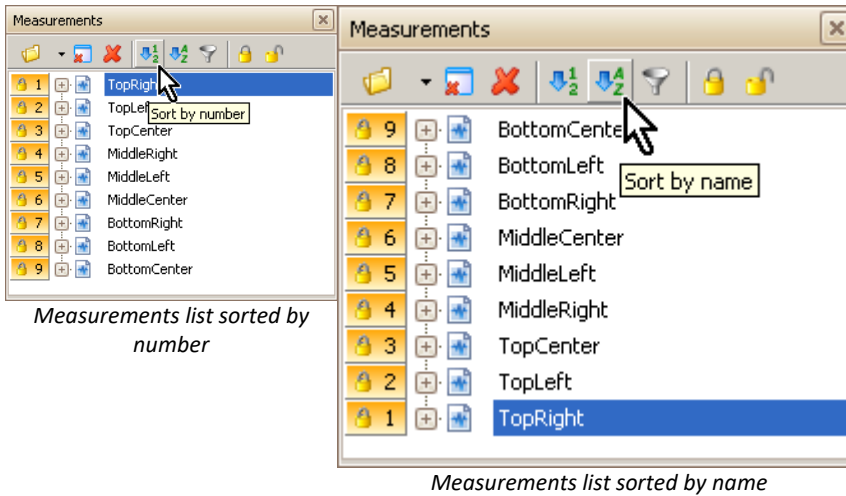 Measurements
1 TopRight
2 TopLeft
Sort by number
3 TopCenter
4 MiddleRight
5 MiddleLeft
6 MiddleCenter
7 BottomRight
8 BottomLeft
9 BottomCenter
Measurements list sorted by
number
Measurements
9 BottomCenter
8 BottomLeft
Sort by name
7 BottomRight
6 MiddleCenter
5 MiddleLeft
4 MiddleRight
3 TopCenter
2 TopLeft
1 TopRight
Measurements list sorted by name